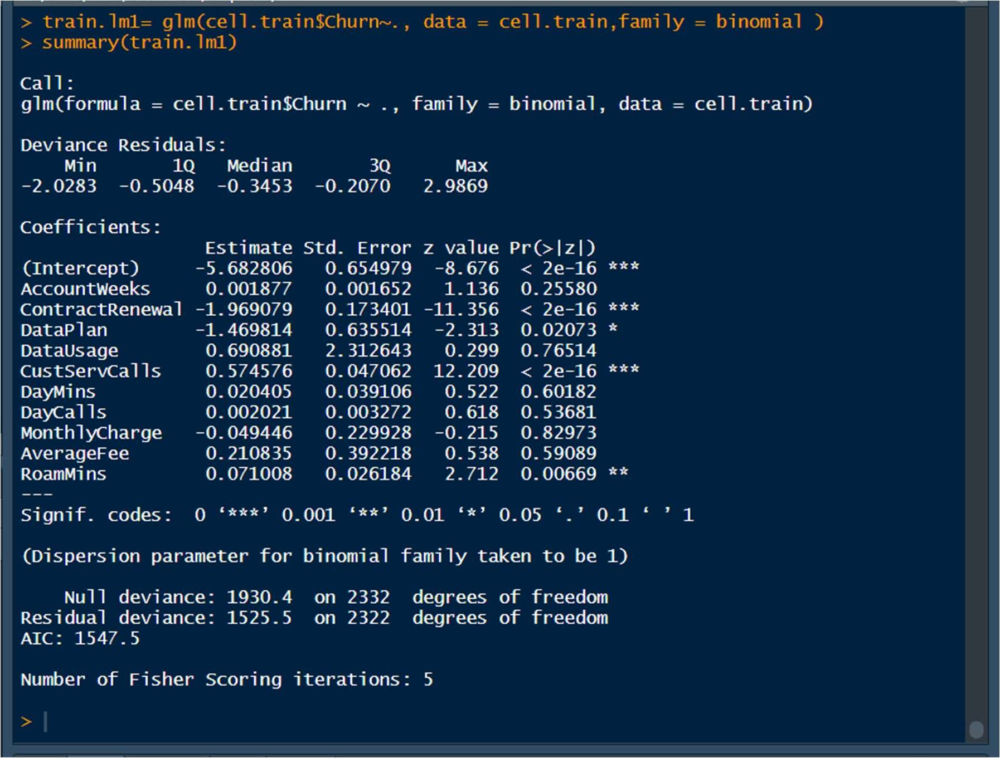 > train.lm1= glm(cell.train$Churn~., data = cell.train,family = binomial )
> summary(train.lm1)

Call:
glm(formula = cell.train$Churn ~ ., family = binomial, data = cell.train)

Deviance Residuals:
    Min       1Q   Median       3Q      Max
-2.0283  -0.5048  -0.3453  -0.2070   2.9869

Coefficients:
                 Estimate Std. Error z value Pr(>|z|)
(Intercept)     -5.682806   0.654979  -8.676  < 2e-16 ***
AccountWeeks     0.001877   0.001652   1.136  0.25580
ContractRenewal -1.969079   0.173401 -11.356  < 2e-16 ***
DataPlan        -1.469814   0.635514  -2.313  0.02073 *
DataUsage        0.690881   2.312643   0.299  0.76514
CustServCalls    0.574576   0.047062  12.209  < 2e-16 ***
DayMins          0.020405   0.039106   0.522  0.60182
DayCalls         0.002021   0.003272   0.618  0.53681
MonthlyCharge   -0.049446   0.229928  -0.215  0.82973
AverageFee       0.210835   0.392218   0.538  0.59089
RoamMins         0.071008   0.026184   2.712  0.00669 **
---
Signif. codes:  0 ‘***’ 0.001 ‘**’ 0.01 ‘*’ 0.05 ‘.’ 0.1 ‘ ’ 1

(Dispersion parameter for binomial family taken to be 1)

    Null deviance: 1930.4  on 2332  degrees of freedom
Residual deviance: 1525.5  on 2322  degrees of freedom
AIC: 1547.5

Number of Fisher Scoring iterations: 5

>